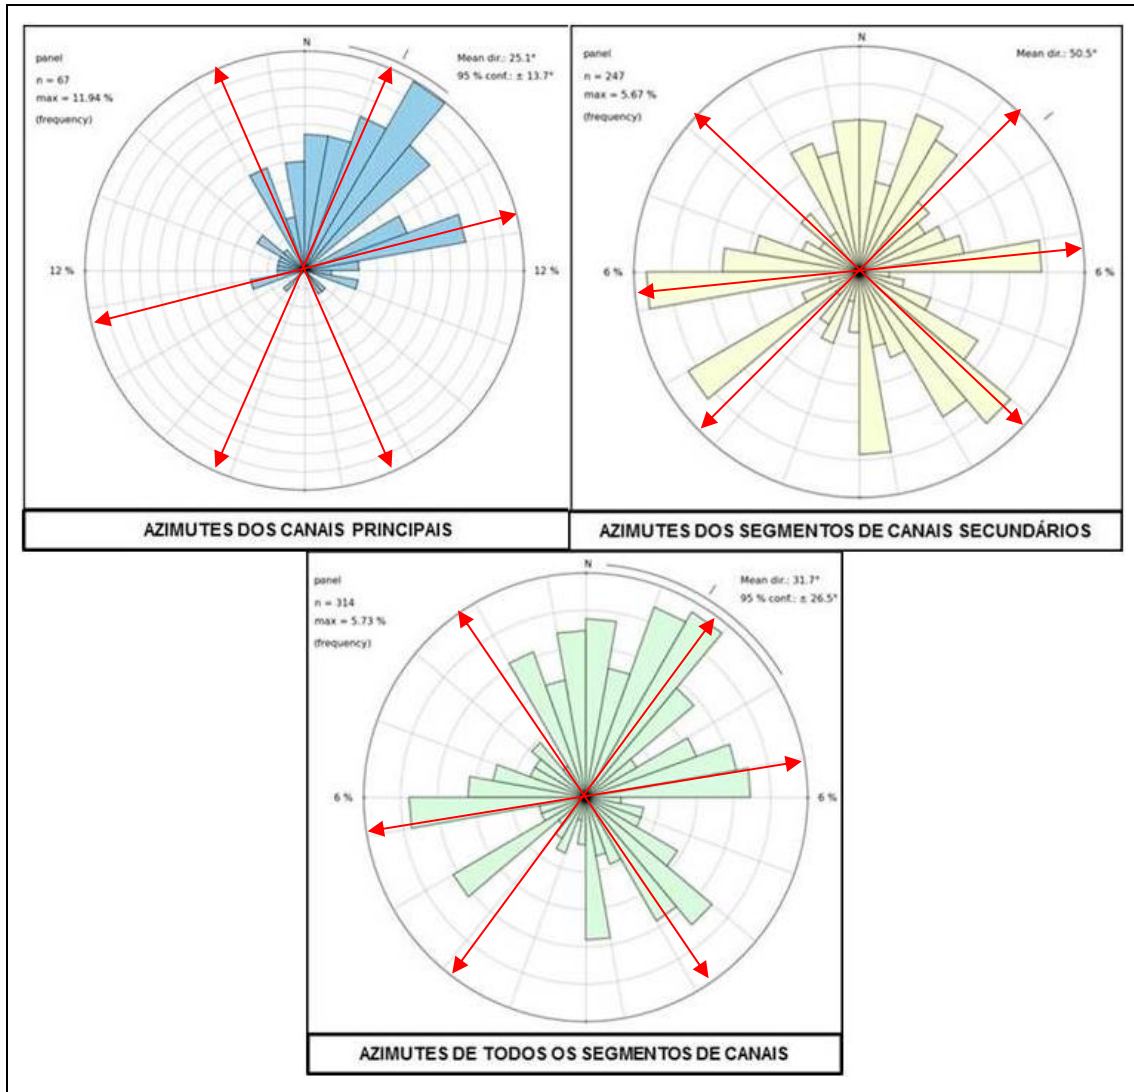 N
panel
n = 67
max = 11.94 %
(frequency)
Mean dir.: 25.1°
95 % conf.: ± 13.7°
12 %
12 %
AZIMUTES DOS CANAIS PRINCIPAIS
N
panel
n = 247
max = 5.67 %
(frequency)
Mean dir.: 50.5°
6 %
6 %
AZIMUTES DOS SEGMENTOS DE CANAIS SECUNDÁRIOS
N
panel
n = 314
max = 5.73 %
(frequency)
Mean dir.: 31.7°
95 % conf.: ± 26.5°
6 %
6 %
AZIMUTES DE TODOS OS SEGMENTOS DE CANAIS